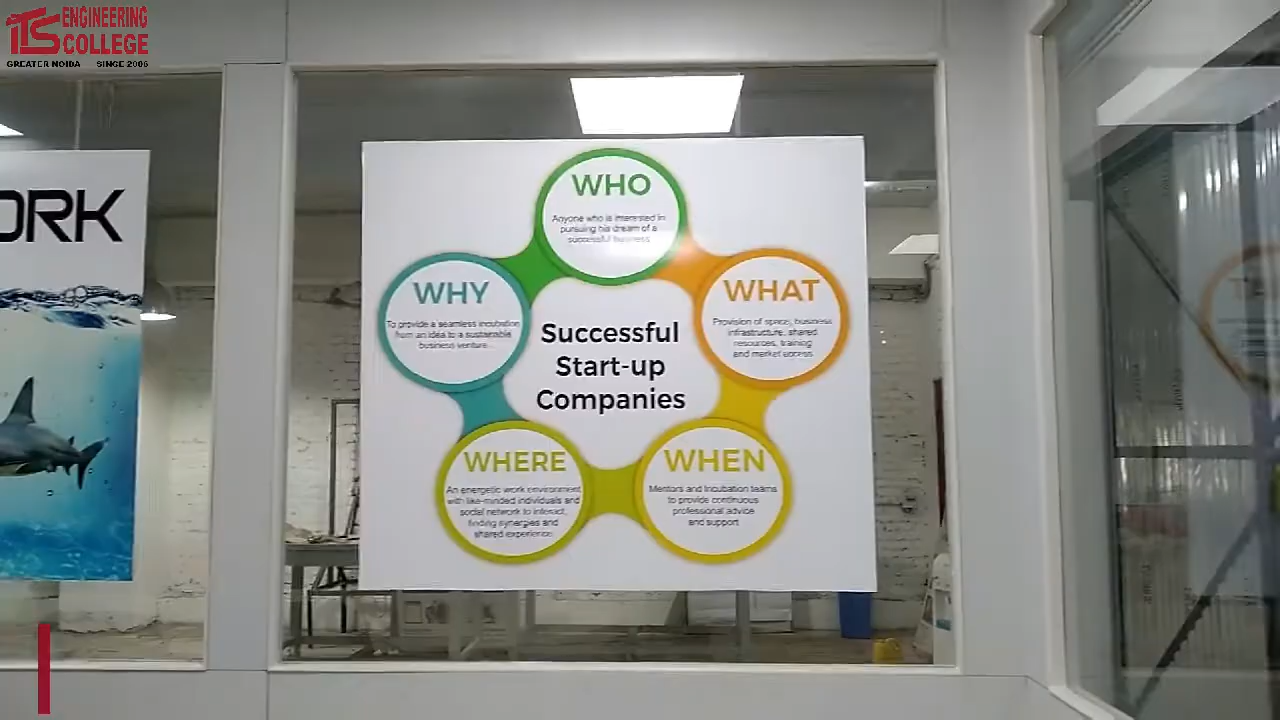 iTS ENGINEERING
COLLEGE
GREATER NOIDA SINCE 2006
ORK
WHO
Anyone who is interested in
pursuing his dream of a
successful business
WHY
To provide a seamless incubation
from an idea to a sustainable
business venture...
WHAT
Provision of space, business
infrastructure, shared
resources, training
and market access
Successful
Start-up
Companies
WHERE
An energetic work environment
with like-minded individuals and
social network to interact,
finding synergies and
shared experience
WHEN
Mentors and Incubation teams
to provide continuous
professional advice
and support